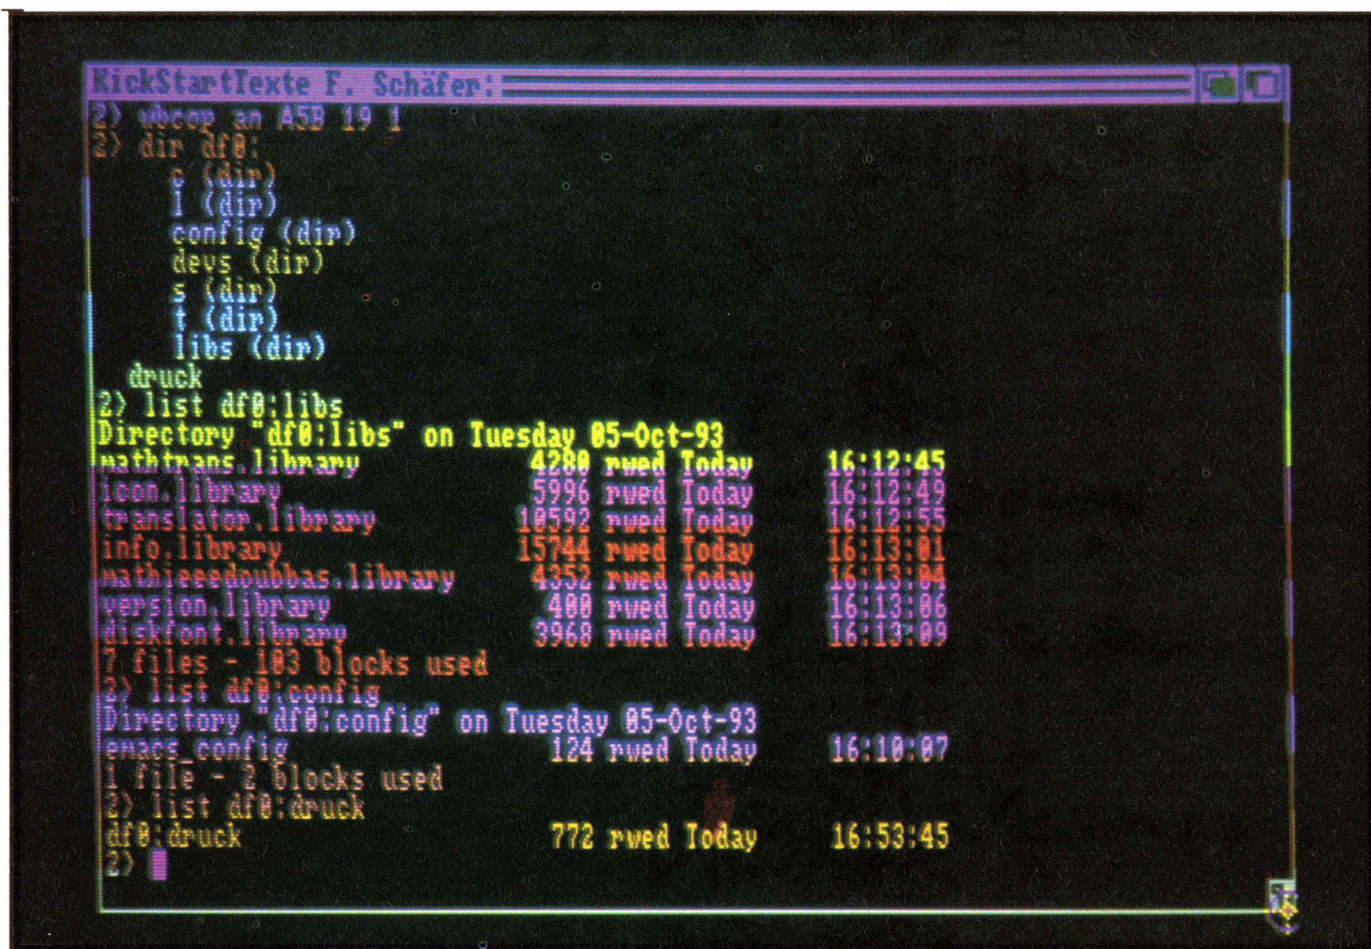 KickStartTexte F. Schäfer:
2> wbcop an A5B 19 1
2> dir df0:
c (dir)
l (dir)
config (dir)
devs (dir)
s (dir)
t (dir)
libs (dir)
druck
2> list df0:libs
Directory "df0:libs" on Tuesday 05-Oct-93
mathtrans.library 4280 rwed Today 16:12:45
icon.library 5996 rwed Today 16:12:49
translator.library 10592 rwed Today 16:12:55
info.library 15744 rwed Today 16:13:01
mathieeedoubbas.library 4352 rwed Today 16:13:04
version.library 400 rwed Today 16:13:06
diskfont.library 3968 rwed Today 16:13:09
7 files - 103 blocks used
2> list df0:config
Directory "df0:config" on Tuesday 05-Oct-93
emacs_config 124 rwed Today 16:10:07
1 file - 2 blocks used
2> list df0:druck
df0:druck 772 rwed Today 16:53:45
2>